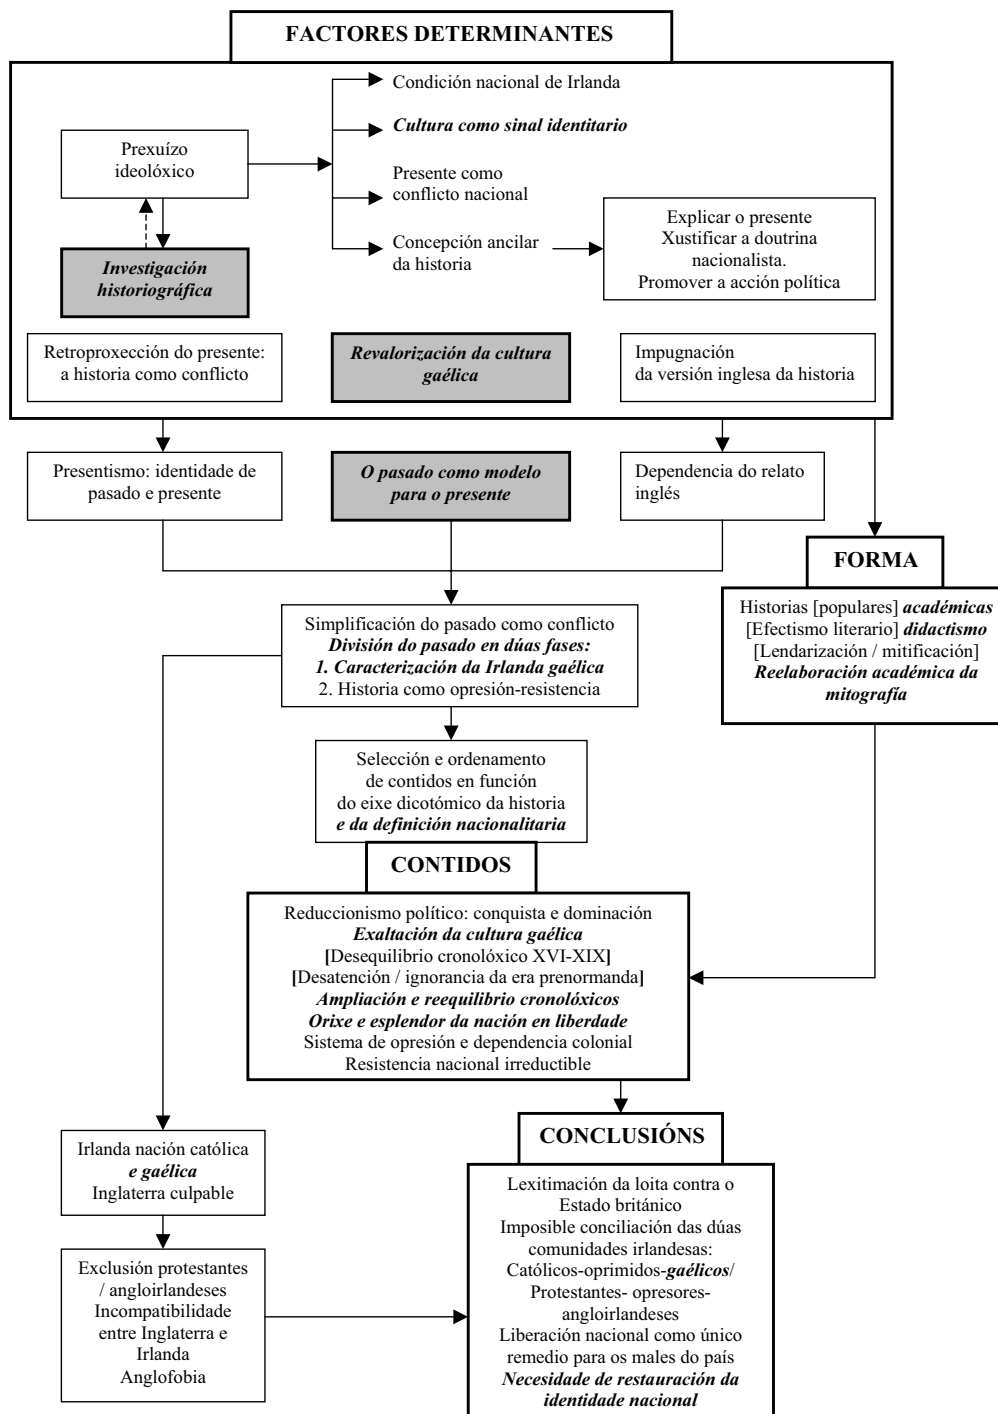 FACTORES DETERMINANTES
Condición nacional de Irlanda
Cultura como sinal identitario
Prexuízo
ideolóxico
Presente como
conflicto nacional
Concepción ancilar
da historia
Explicar o presente
Xustificar a doutrina
nacionalista.
Promover a acción política
Investigación
historiográfica
Retroproxección do presente:
a historia como conflicto
Revalorización da cultura
gaélica
Impugnación
da versión inglesa da historia
Presentismo: identidade de
pasado e presente
O pasado como modelo
para o presente
Dependencia do relato
inglés
FORMA
Historias [populares] académicas
[Efectismo literario] didactismo
[Lendarización / mitificación]
Reelaboración académica da
mitografía
Simplificación do pasado como conflicto
División do pasado en dúas fases:
1. Caracterización da Irlanda gaélica
2. Historia como opresión-resistencia
Selección e ordenamento
de contidos en función
do eixe dicotómico da historia
e da definición nacionalitaria
CONTIDOS
Reduccionismo político: conquista e dominación
Exaltación da cultura gaélica
[Desequilibrio cronolóxico XVI-XIX]
[Desatención / ignorancia da era prenormanda]
Ampliación e reequilibrio cronolóxicos
Orixe e esplendor da nación en liberdade
Sistema de opresión e dependencia colonial
Resistencia nacional irreductible
Irlanda nación católica
e gaélica
Inglaterra culpable
Exclusión protestantes
/ angloirlandeses
Incompatibilidade
entre Inglaterra e
Irlanda
Anglofobia
CONCLUSIÓNS
Lexitimación da loita contra o
Estado británico
Imposible conciliación das dúas
comunidades irlandesas:
Católicos-oprimidos-gaélicos/
Protestantes- opresores-
angloirlandeses
Liberación nacional como único
remedio para os males do país
Necesidade de restauración da
identidade nacional